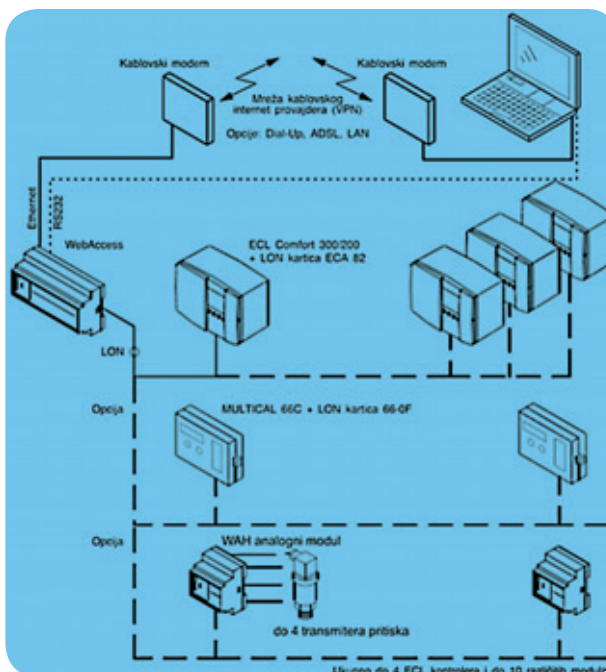 Kablovski modem
Kablovski modem
Mreža kablovskog
internet provajdera (VPN)
Opcije: Dial-Up, ADSL, LAN
Ethernet
RS232
WebAccess
ECL Comfort 300/200
+ LON kartica ECA 82
LON
Opcija
MULTICAL 66C + LON kartica 66-0F
Opcija
WAH analogni modul
do 4 transmitera pritiska
Ukupno do 4 ECL kontrolera i do 10 različitih modula